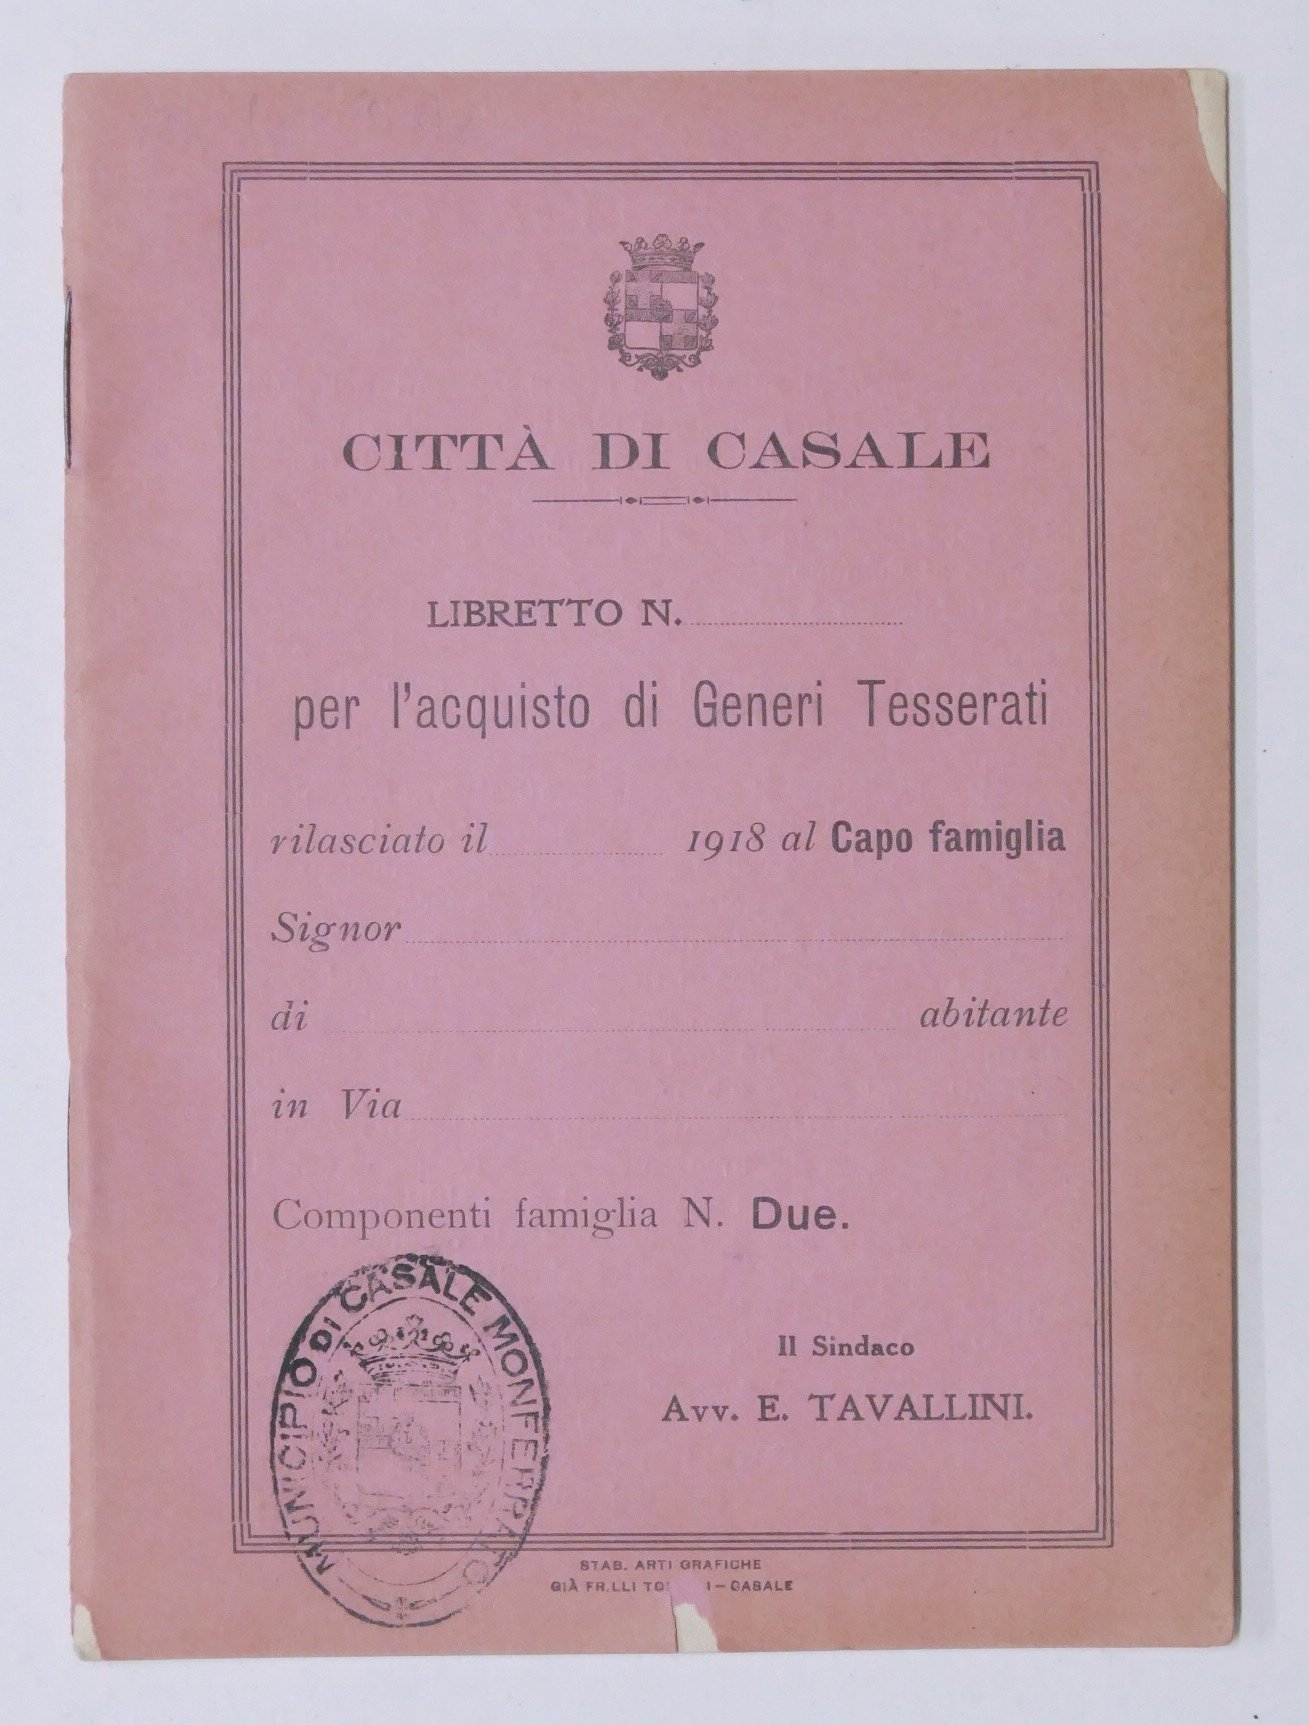 CITTÀ DI CASALE
LIBRETTO N.
per l'acquisto di Generi Tesserati
rilasciato il 1918 al Capo famiglia
Signor
di abitante
in Via
Componenti famiglia N. Due.
MUNICIPIO DI CASALE MONFERRATO
Il Sindaco
Avv. E. TAVALLINI.
STAB. ARTI GRAFICHE
GIÀ FR.LLI – CASALE